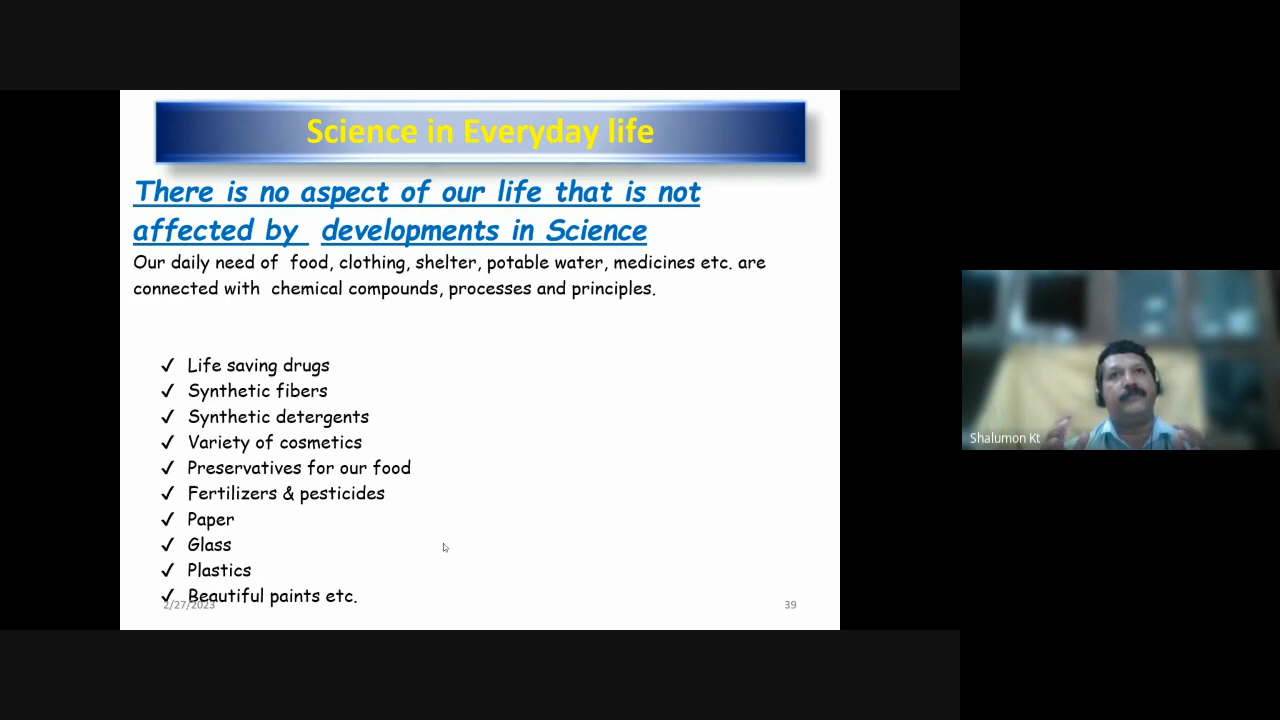 Science in Everyday life
There is no aspect of our life that is not
affected by developments in Science
Our daily need of food, clothing, shelter, potable water, medicines etc. are
connected with chemical compounds, processes and principles.
✓ Life saving drugs
✓ Synthetic fibers
✓ Synthetic detergents
✓ Variety of cosmetics
✓ Preservatives for our food
✓ Fertilizers & pesticides
✓ Paper
✓ Glass
✓ Plastics
✓ Beautiful paints etc.
2/27/2023
39
Shalumon Kt